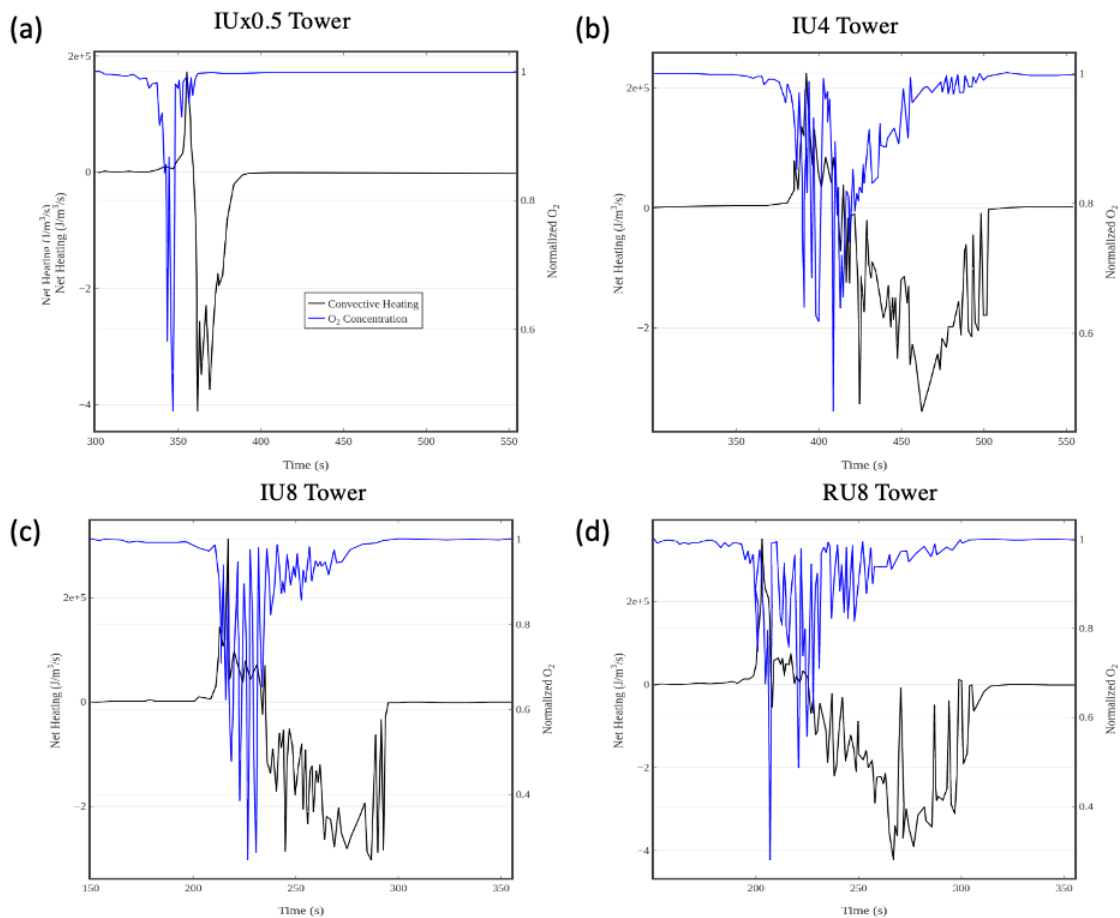 (a)
IUx0.5 Tower
2e+5
0
−2
−4
1
0.8
0.6
Net Heating (J/m³/s)
Net Heating (J/m³/s)
Normalized O₂
Convective Heating
O₂ Concentration
300
350
400
450
500
550
Time (s)
(b)
IU4 Tower
2e+5
0
−2
1
0.8
0.6
Net Heating (J/m³/s)
Normalized O₂
350
400
450
500
550
Time (s)
(c)
IU8 Tower
2e+5
0
−2
1
0.8
0.6
0.4
Net Heating (J/m³/s)
Normalized O₂
150
200
250
300
350
Time (s)
(d)
RU8 Tower
2e+5
0
−2
−4
1
0.8
0.6
0.4
Net Heating (J/m³/s)
Normalized O₂
200
250
300
350
Time (s)